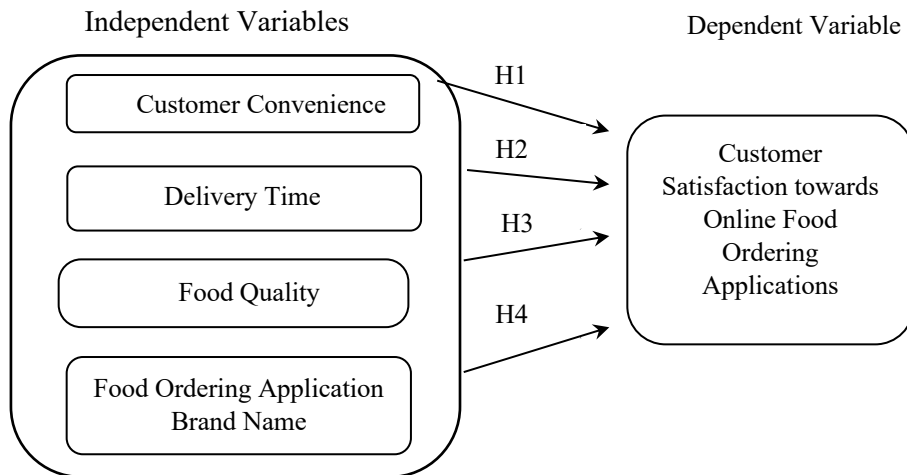 Independent Variables
Dependent Variable
Customer Convenience
Delivery Time
Food Quality
Food Ordering Application
Brand Name
H1
H2
H3
H4
Customer
Satisfaction towards
Online Food
Ordering
Applications